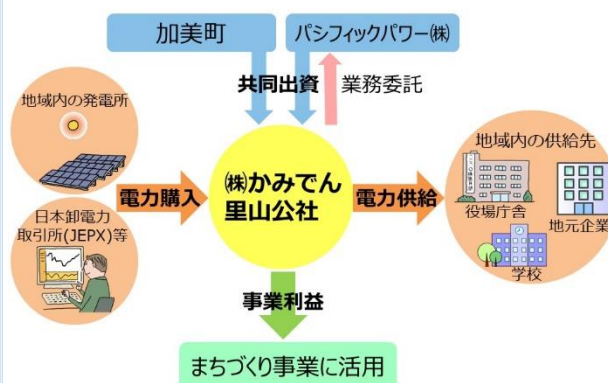 加美町
パシフィックパワー㈱
共同出資
業務委託
地域内の発電所
日本卸電力
取引所(JEPX)等
電力購入
㈱かみでん
里山公社
電力供給
地域内の供給先
役場庁舎
地元企業
学校
事業利益
まちづくり事業に活用